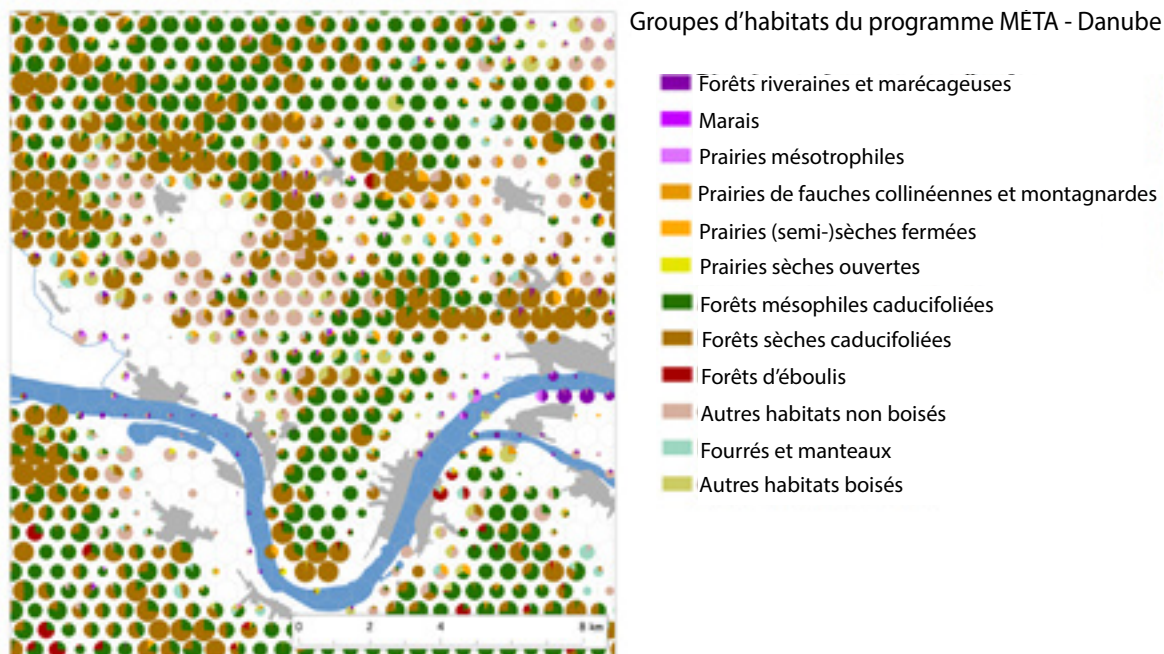 Groupes d'habitats du programme MÉTA - Danube
Forêts riveraines et marécageuses
Marais
Prairies mésotrophiles
Prairies de fauches collinéennes et montagnardes
Prairies (semi-)sèches fermées
Prairies sèches ouvertes
Forêts mésophiles caducifoliées
Forêts sèches caducifoliées
Forêts d'éboulis
Autres habitats non boisés
Fourrés et manteaux
Autres habitats boisés
0 2 4 8 km